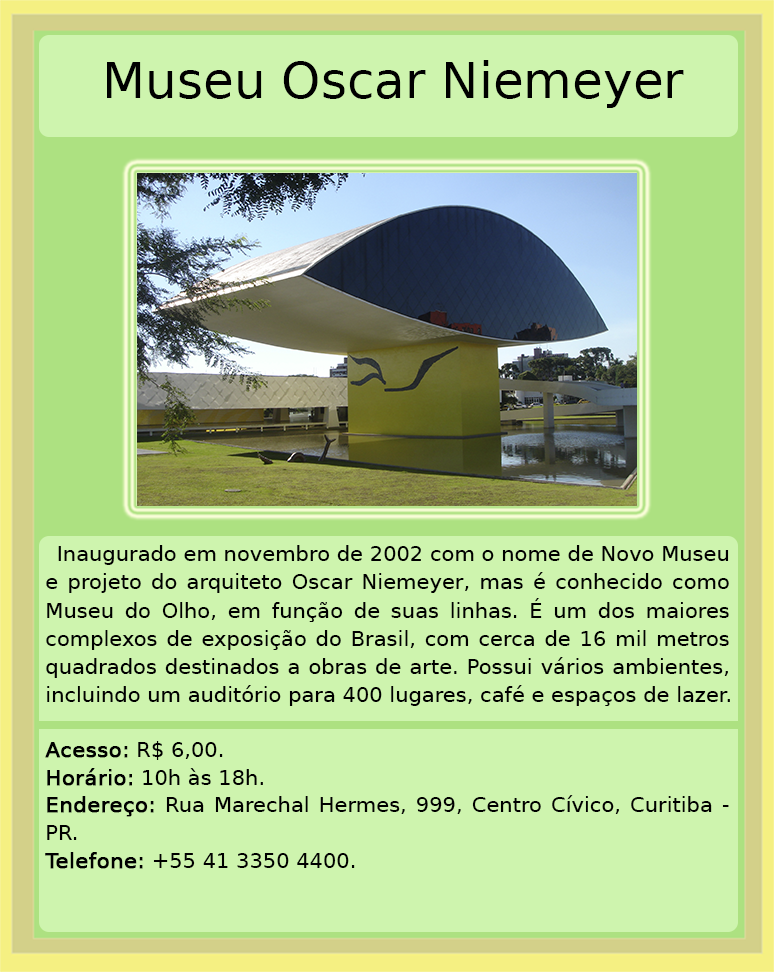 Museu Oscar Niemeyer
Inaugurado em novembro de 2002 com o nome de Novo Museu
e projeto do arquiteto Oscar Niemeyer, mas é conhecido como
Museu do Olho, em função de suas linhas. É um dos maiores
complexos de exposição do Brasil, com cerca de 16 mil metros
quadrados destinados a obras de arte. Possui vários ambientes,
incluindo um auditório para 400 lugares, café e espaços de lazer.
Acesso: R$ 6,00.
Horário: 10h às 18h.
Endereço: Rua Marechal Hermes, 999, Centro Cívico, Curitiba -
PR.
Telefone: +55 41 3350 4400.